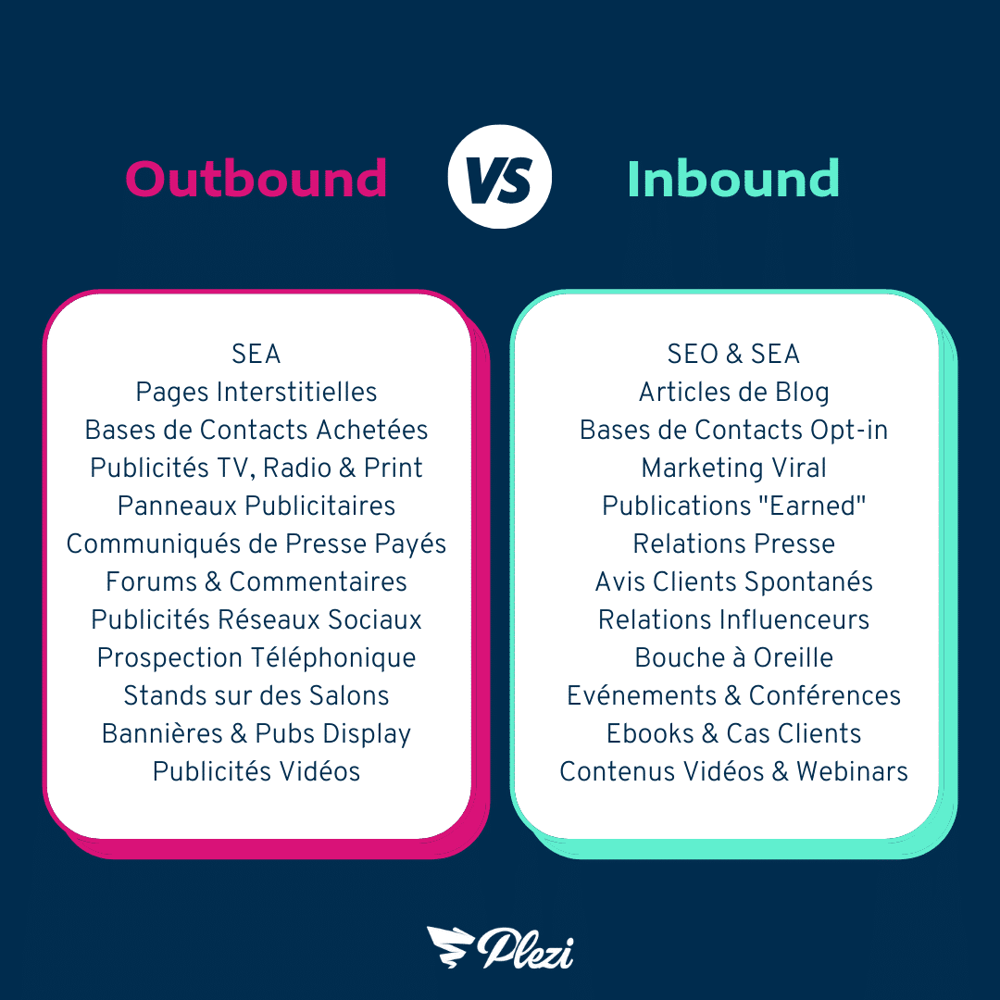 Outbound VS Inbound
SEA
Pages Interstitielles
Bases de Contacts Achetées
Publicités TV, Radio & Print
Panneaux Publicitaires
Communiqués de Presse Payés
Forums & Commentaires
Publicités Réseaux Sociaux
Prospection Téléphonique
Stands sur des Salons
Bannières & Pubs Display
Publicités Vidéos
SEO & SEA
Articles de Blog
Bases de Contacts Opt-in
Marketing Viral
Publications "Earned"
Relations Presse
Avis Clients Spontanés
Relations Influenceurs
Bouche à Oreille
Evénements & Conférences
Ebooks & Cas Clients
Contenus Vidéos & Webinars
Plezi